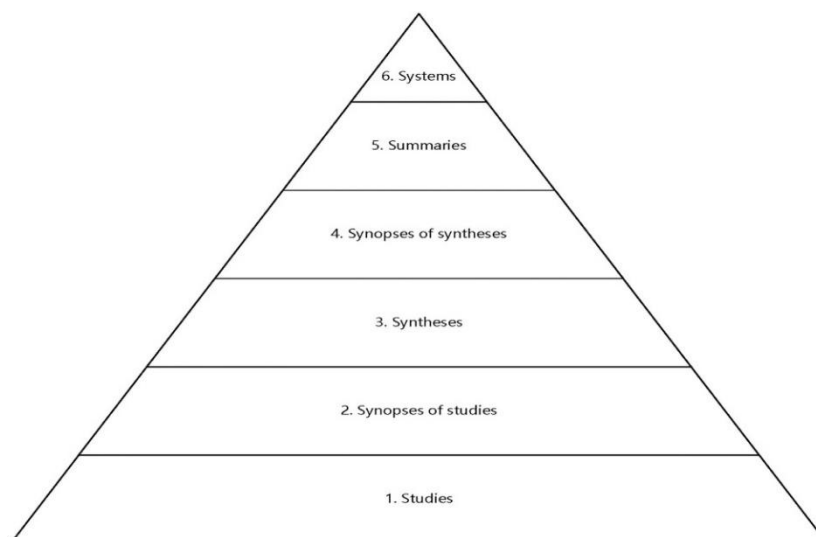 6. Systems
5. Summaries
4. Synopses of syntheses
3. Syntheses
2. Synopses of studies
1. Studies